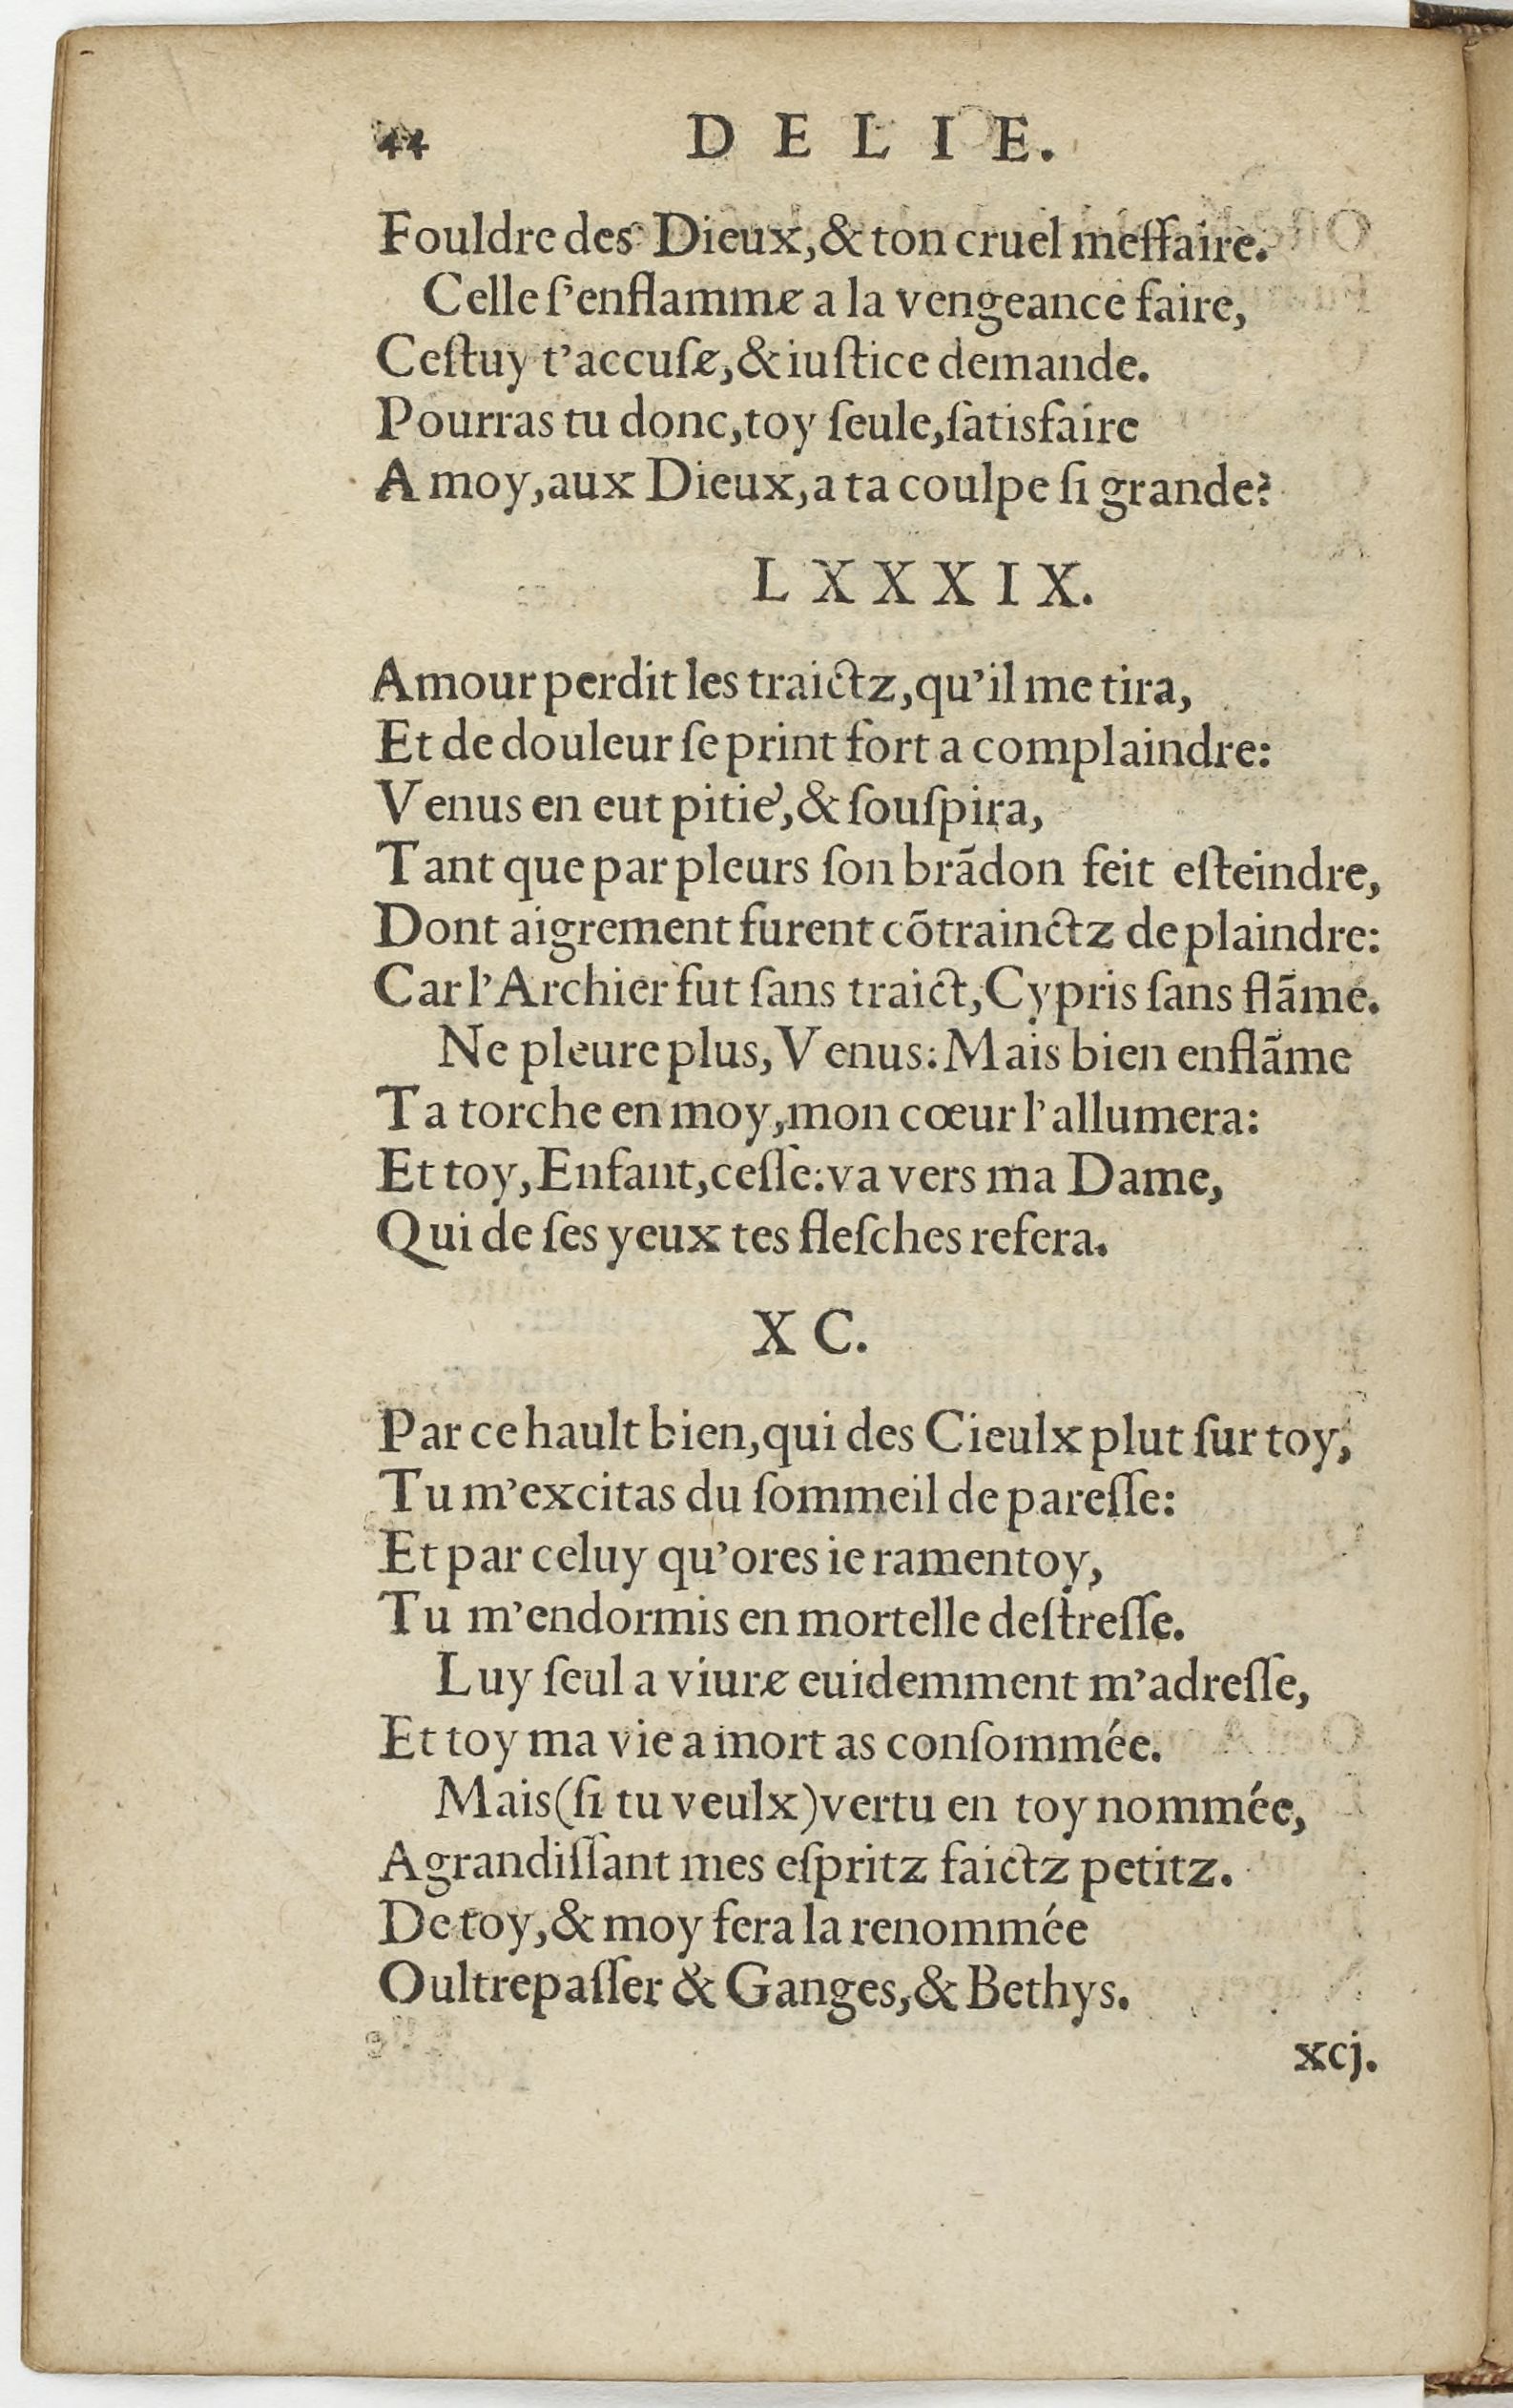 44 DELIE.
Fouldre des Dieux, & ton cruel meffaire.
Celle ſ'enflamme a la vengeance faire,
Ceſtuy t'accuſe, & iuſtice demande.
Pourras tu donc, toy ſeule, ſatisfaire
A moy, aux Dieux, a ta coulpe ſi grande?
LXXXIX.
Amour perdit les traictz, qu'il me tira,
Et de douleur ſe print fort a complaindre:
Venus en eut pitié, & ſouſpira,
Tant que par pleurs ſon brãdon feit eſteindre,
Dont aigrement furent cõtrainctz de plaindre:
Car l'Archier fut ſans traict, Cypris ſans flãme.
Ne pleure plus, Venus: Mais bien enflãme
Ta torche en moy, mon cœur l'allumera:
Et toy, Enfant, ceſſe: va vers ma Dame,
Qui de ſes yeux tes fleſches refera.
XC.
Par ce hault bien, qui des Cieulx plut ſur toy,
Tu m'excitas du ſommeil de pareſſe:
Et par celuy qu'ores ie ramentoy,
Tu m'endormis en mortelle deſtreſſe.
Luy ſeul a viure euidemment m'adreſſe,
Et toy ma vie a mort as conſommée.
Mais (ſi tu veulx) vertu en toy nommée,
Agrandiſſant mes eſpritz faictz petitz.
De toy, & moy fera la renommée
Oultrepaſſer & Ganges, & Bethys.
xcj.